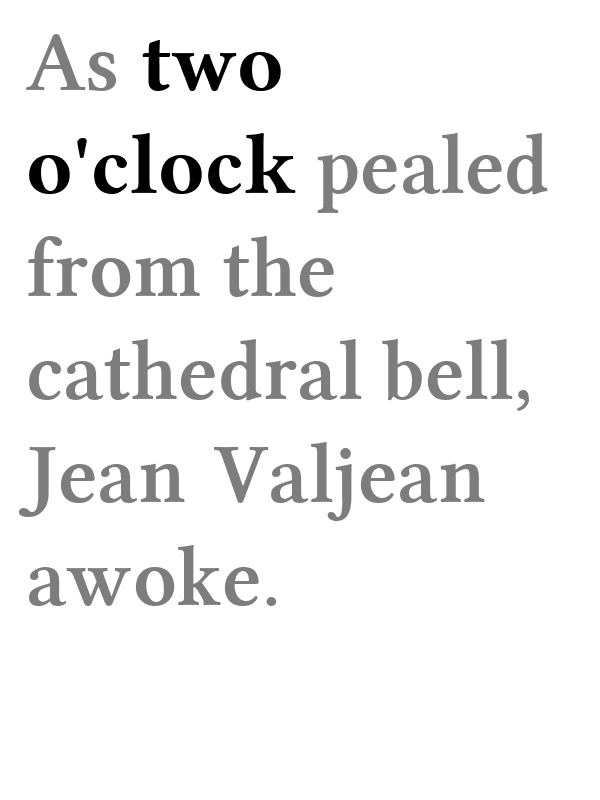 As two
o'clock pealed
from the
cathedral bell,
Jean Valjean
awoke.